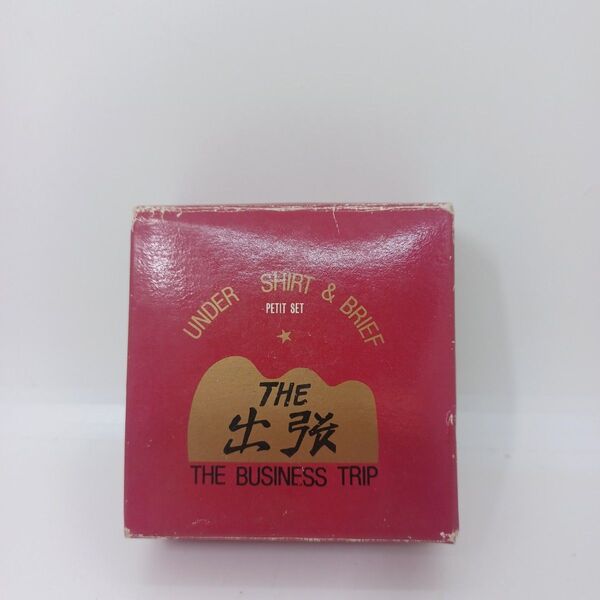 UNDER SHIRT & BRIEF
PETIT SET
THE
出張
THE BUSINESS TRIP